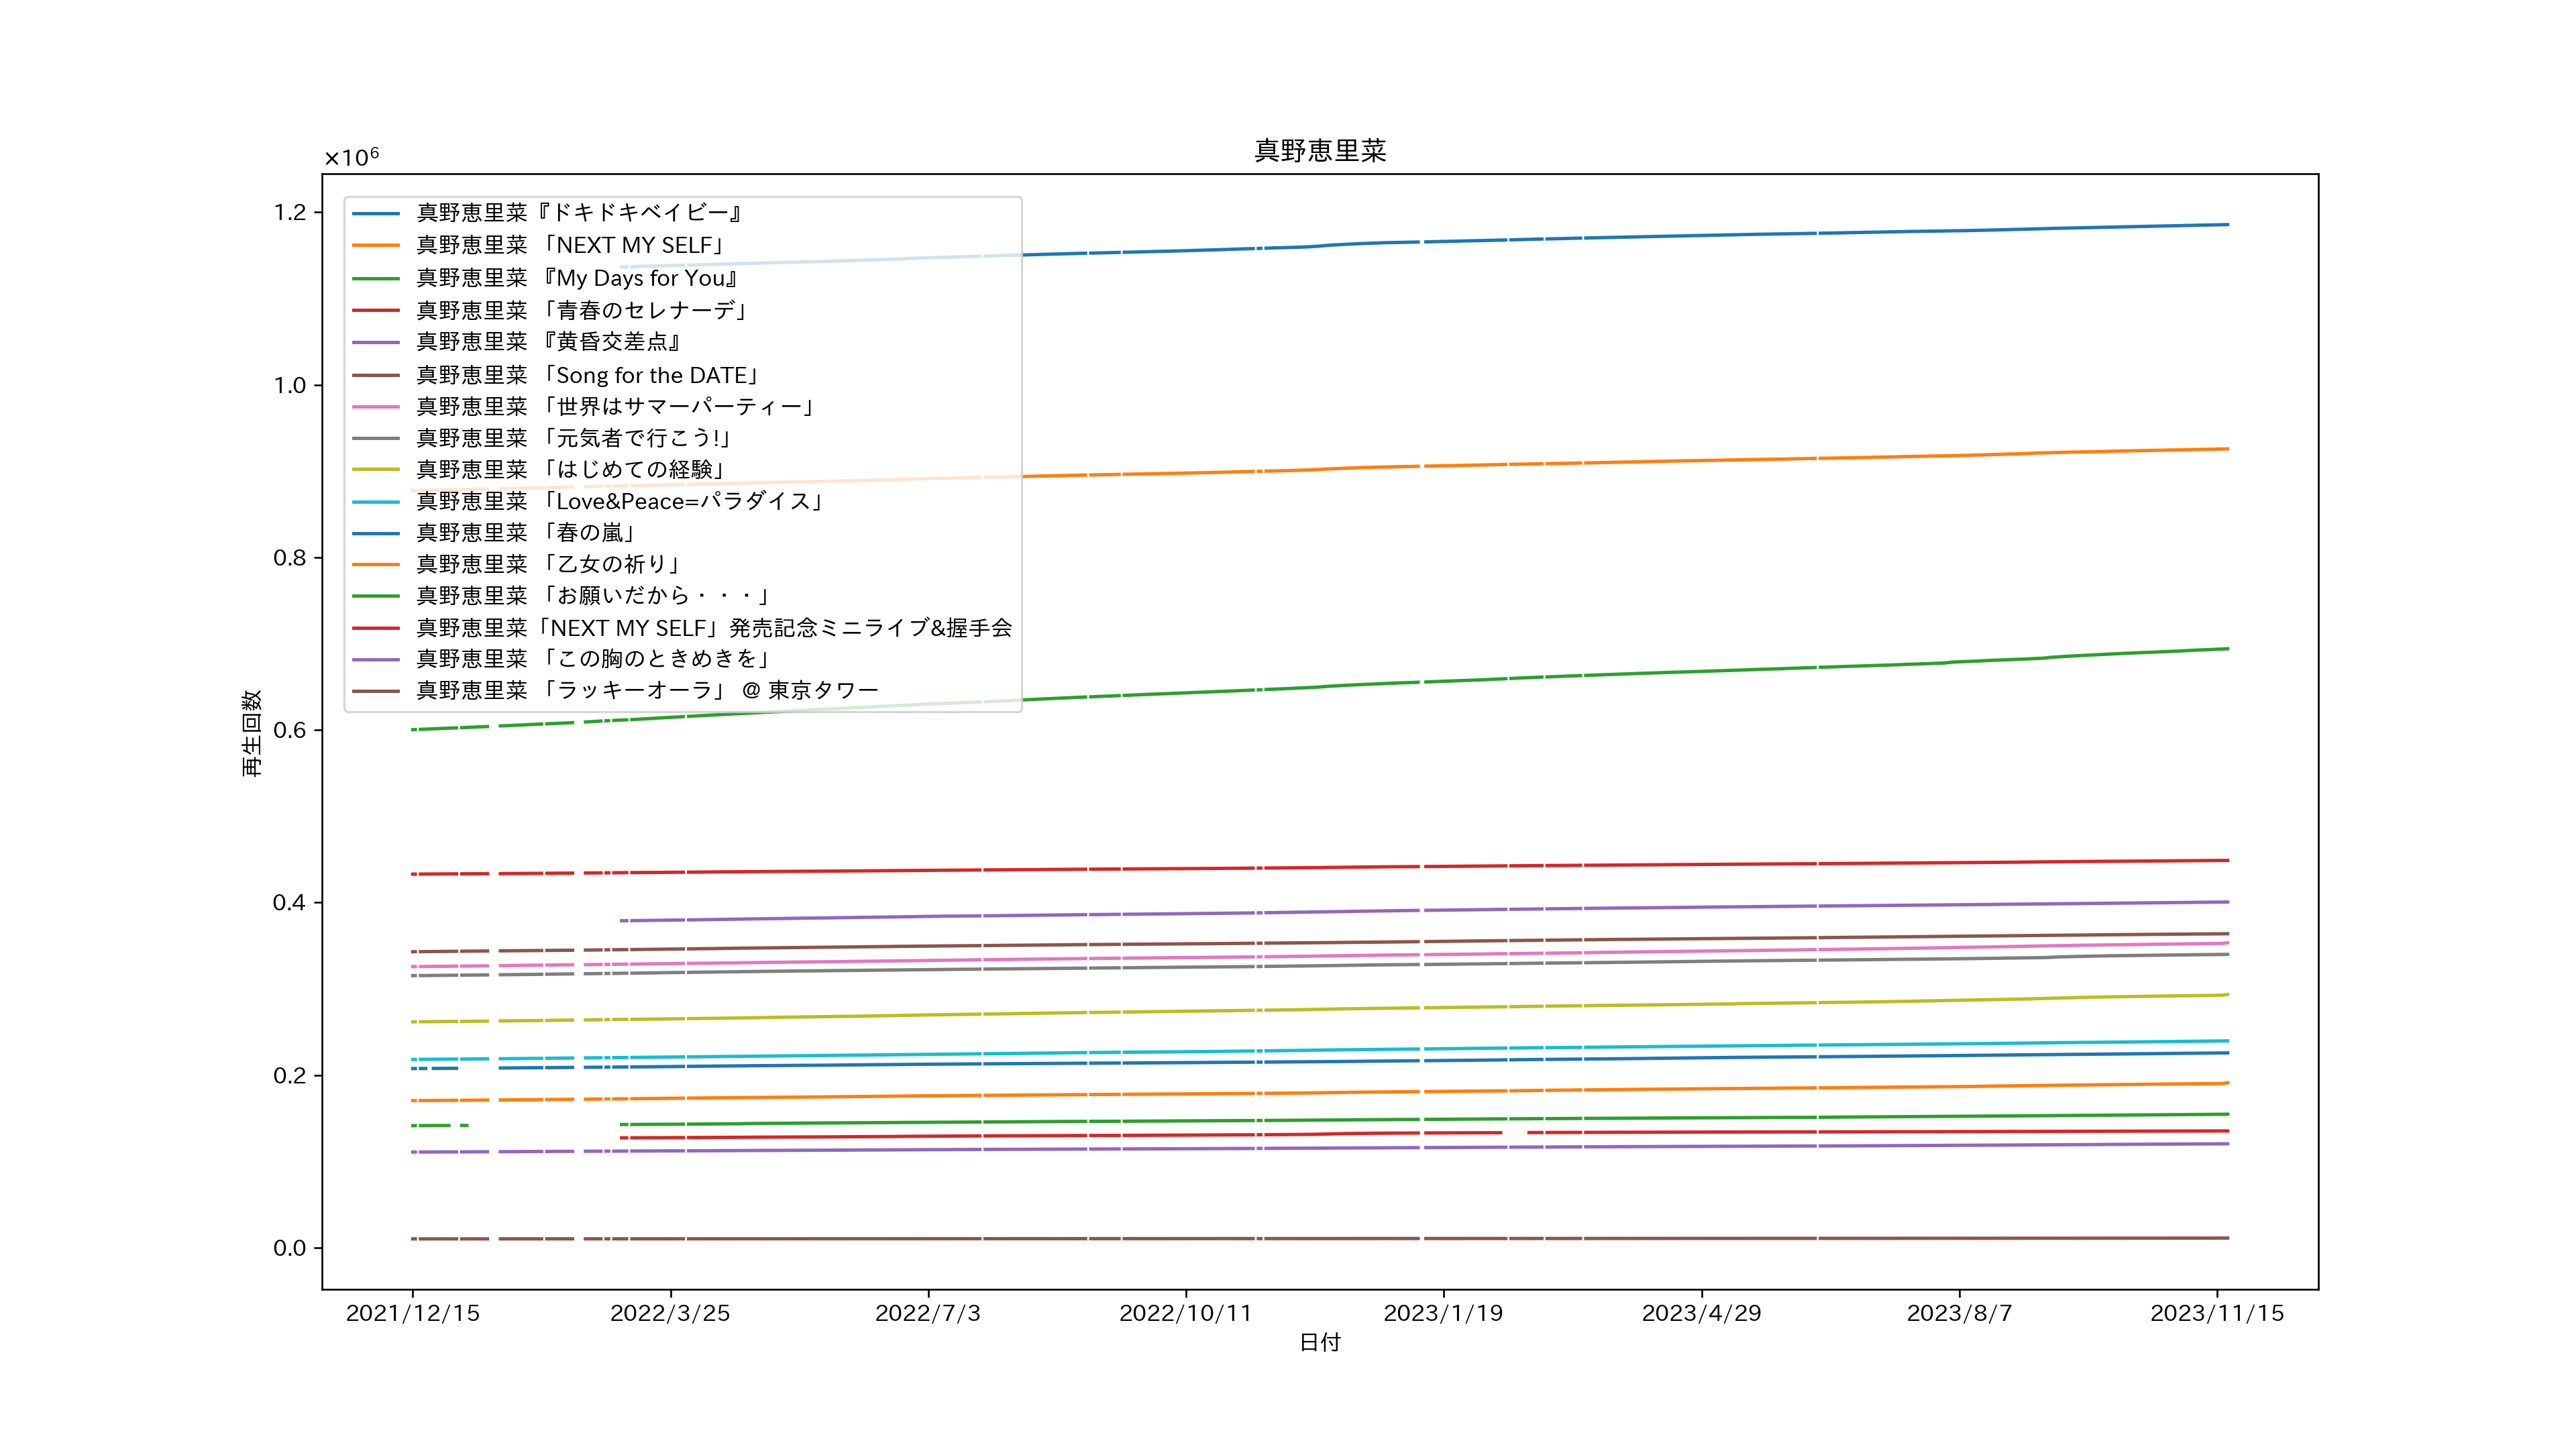 真野恵里菜
×10⁶
1.2
1.0
0.8
0.6
0.4
0.2
0.0
再生回数
真野恵里菜『ドキドキベイビー』
真野恵里菜 「NEXT MY SELF」
真野恵里菜 『My Days for You』
真野恵里菜 「青春のセレナーデ」
真野恵里菜 『黄昏交差点』
真野恵里菜 「Song for the DATE」
真野恵里菜 「世界はサマーパーティー」
真野恵里菜 「元気者で行こう!」
真野恵里菜 「はじめての経験」
真野恵里菜 「Love&Peace=パラダイス」
真野恵里菜 「春の嵐」
真野恵里菜 「乙女の祈り」
真野恵里菜 「お願いだから・・・」
真野恵里菜「NEXT MY SELF」発売記念ミニライブ&握手会
真野恵里菜 「この胸のときめきを」
真野恵里菜 「ラッキーオーラ」 @ 東京タワー
2021/12/15 2022/3/25 2022/7/3 2022/10/11 2023/1/19 2023/4/29 2023/8/7 2023/11/15
日付